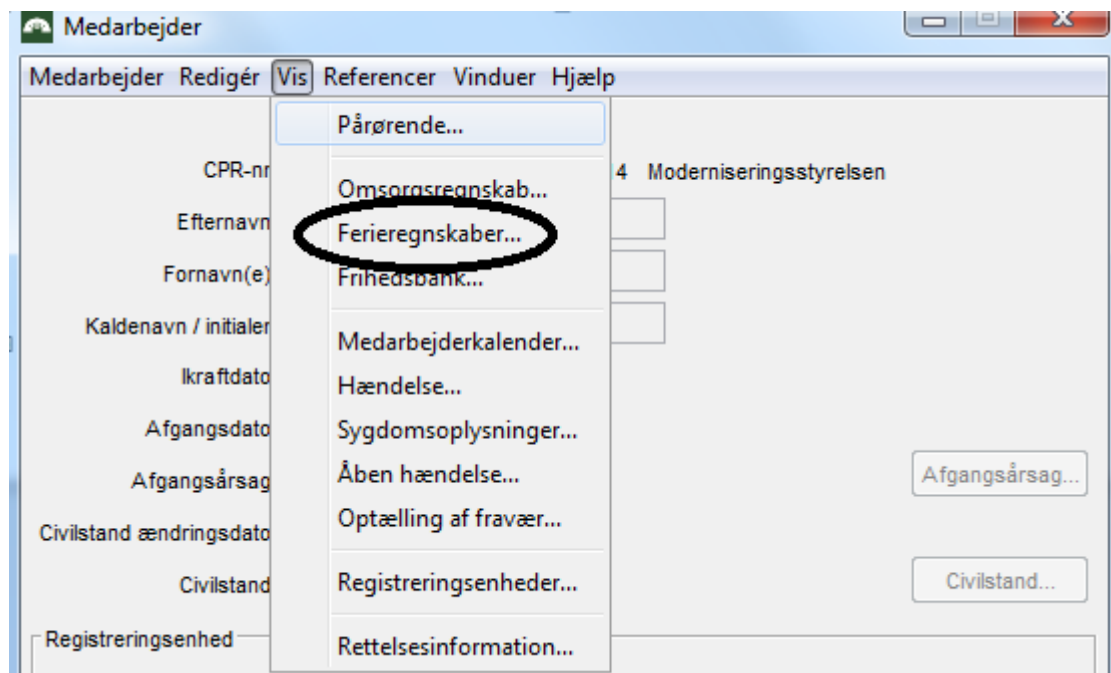 Medarbejder
Medarbejder Redigér Vis Referencer Vinduer Hjælp
Pårørende...
CPR-nr
4 Moderniseringsstyrelsen
Omsorgsregnskab...
Efternavn
Ferieregnskaber...
Fornavn(e)
Frihedsbank...
Kaldenavn / initialer
Medarbejderkalender...
Ikraftdato
Hændelse...
Afgangsdato
Sygdomsoplysninger...
Afgangsårsag
Åben hændelse...
Afgangsårsag...
Optælling af fravær...
Civilstand ændringsdato
Civilstand
Registreringsenheder...
Civilstand...
Registreringsenhed
Rettelsesinformation...